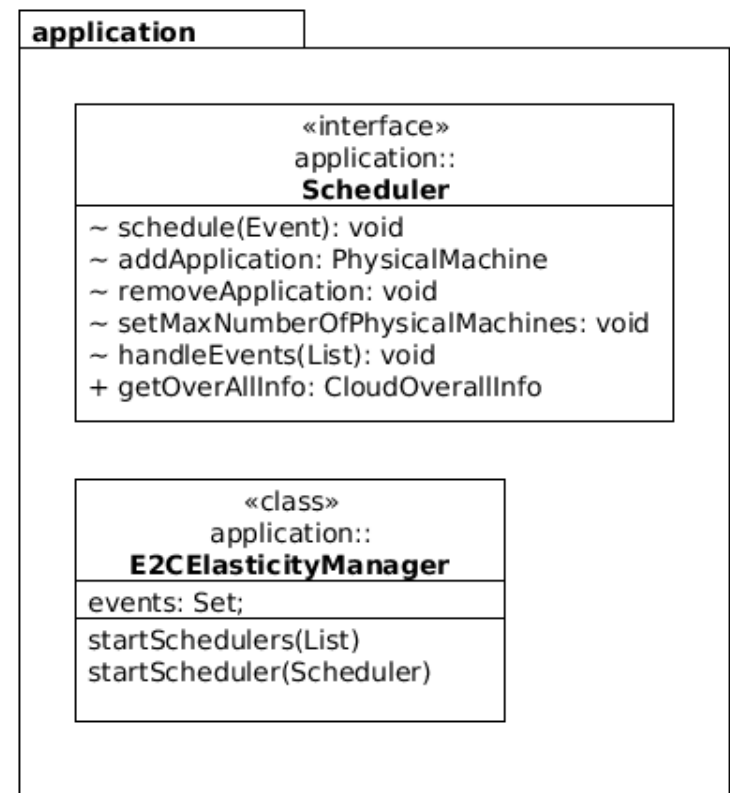 application
«interface»
application::
Scheduler
~ schedule(Event): void
~ addApplication: PhysicalMachine
~ removeApplication: void
~ setMaxNumberOfPhysicalMachines: void
~ handleEvents(List): void
+ getOverAllInfo: CloudOverallInfo
«class»
application::
E2CElasticityManager
events: Set;
startSchedulers(List)
startScheduler(Scheduler)